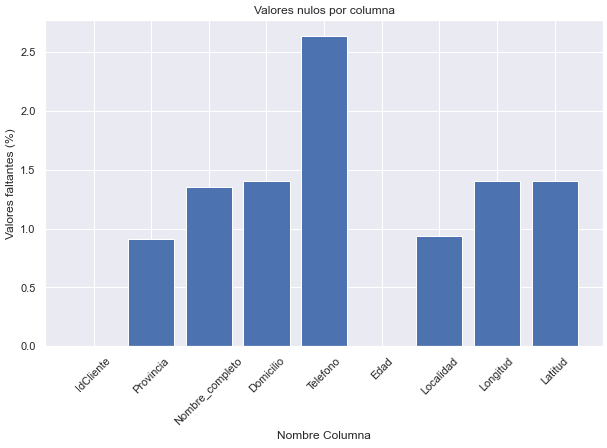 Valores nulos por columna
Valores faltantes (%)
2.5
2.0
1.5
1.0
0.5
0.0
IdCliente
Provincia
Nombre_completo
Domicilio
Telefono
Edad
Localidad
Longitud
Latitud
Nombre Columna